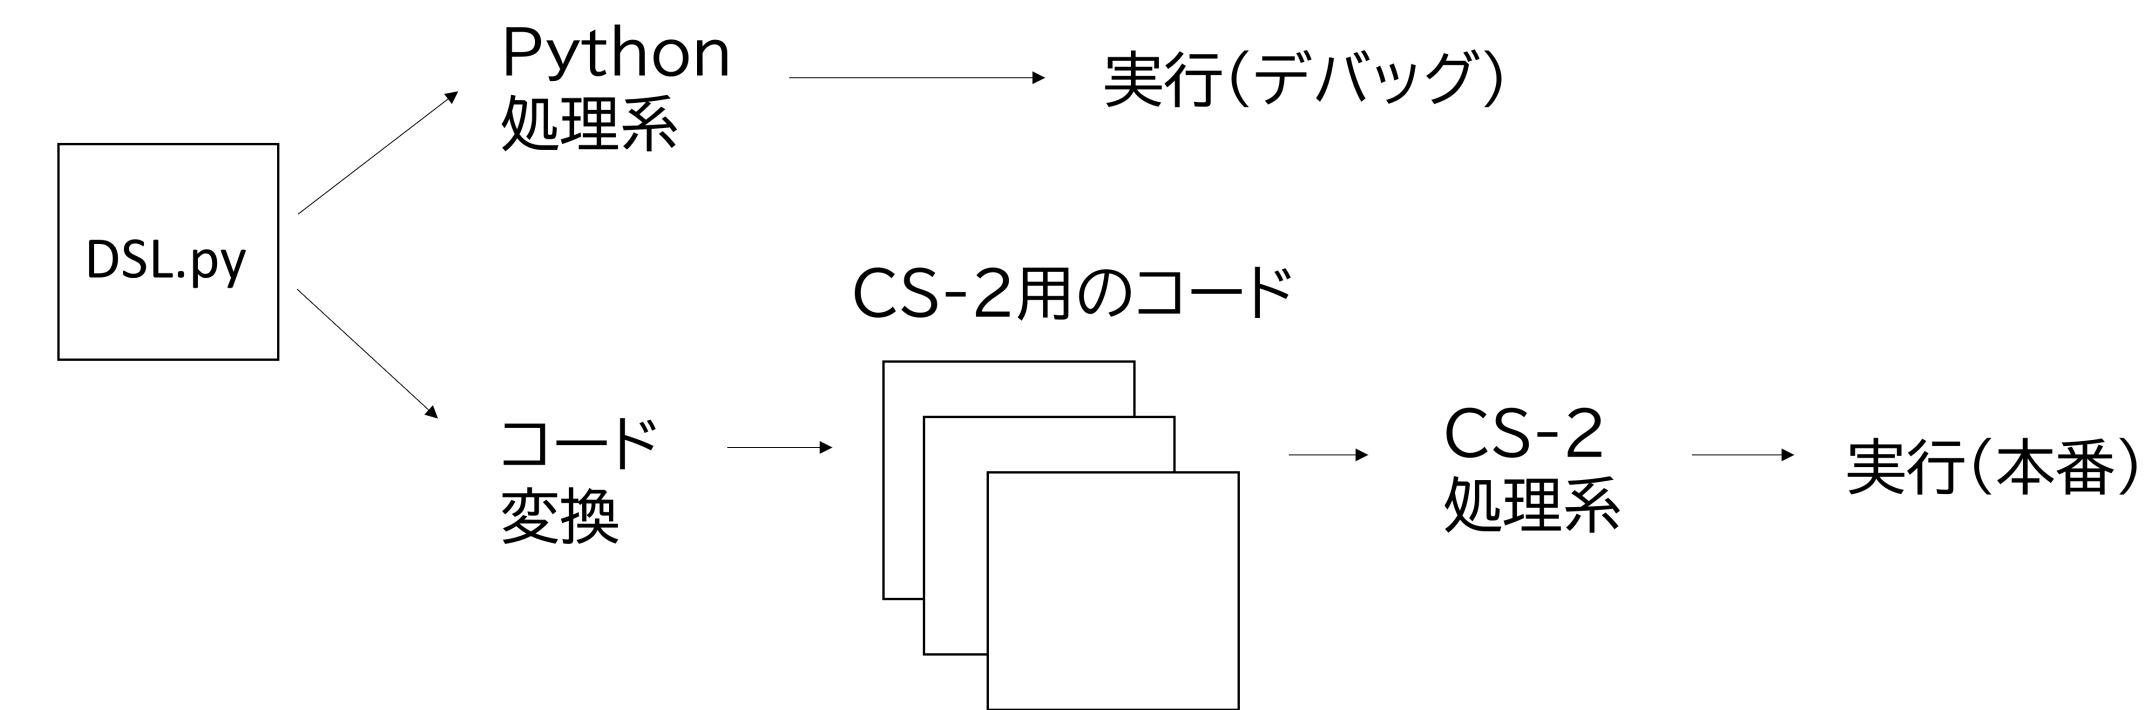 Python
処理系
実行(デバッグ)
DSL.py
CS-2用のコード
コード
変換
CS-2
処理系
実行(本番)